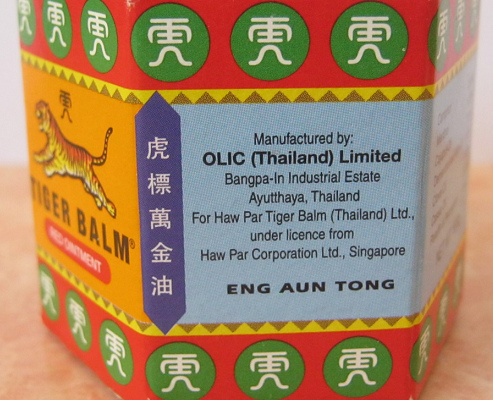 TIGER BALM®
RED OINTMENT
虎標萬金油
Manufactured by:
OLIC (Thailand) Limited
Bangpa-In Industrial Estate
Ayutthaya, Thailand
For Haw Par Tiger Balm (Thailand) Ltd.,
under licence from
Haw Par Corporation Ltd., Singapore
ENG AUN TONG